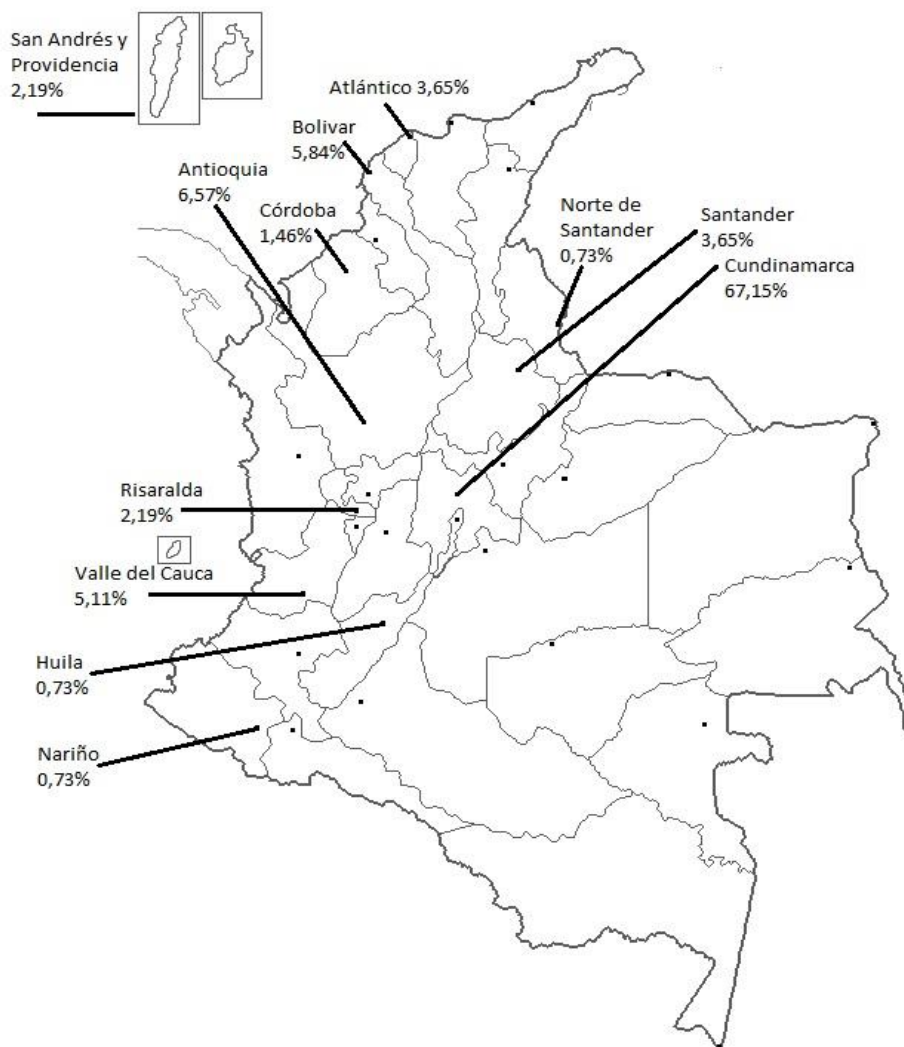 San Andrés y
Providencia
2,19%
Atlántico 3,65%
Bolivar
5,84%
Antioquia
6,57%
Córdoba
1,46%
Norte de
Santander
0,73%
Santander
3,65%
Cundinamarca
67,15%
Risaralda
2,19%
Valle del Cauca
5,11%
Huila
0,73%
Nariño
0,73%